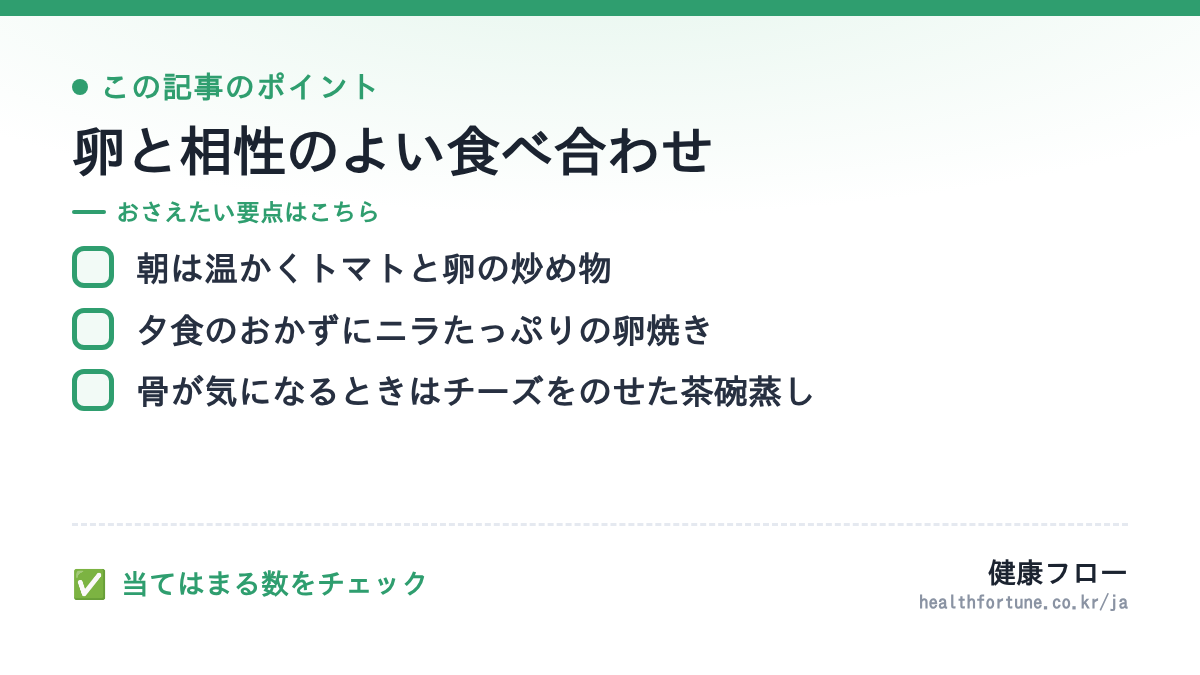 この記事のポイント
卵と相性のよい食べ合わせ
おさえたい要点はこちら
朝は温かくトマトと卵の炒め物
夕食のおかずにニラたっぷりの卵焼き
骨が気になるときはチーズをのせた茶碗蒸し
✅ 当てはまる数をチェック
健康フロー
healthfortune.co.kr/ja